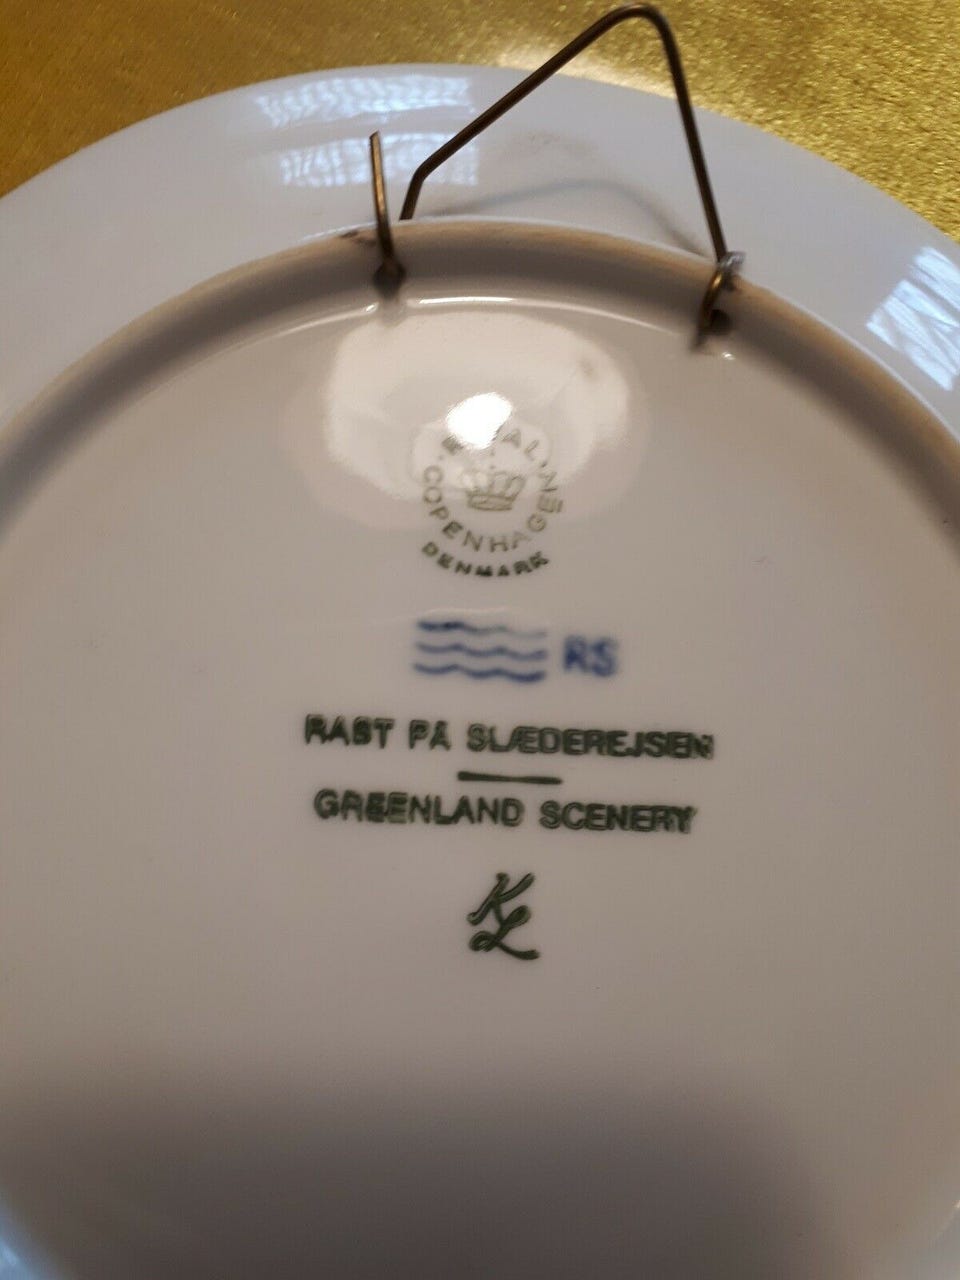 ROYAL
COPENHAGEN
DENMARK
RS
RAST PÅ SLÆDEREJSEN
GREENLAND SCENERY
KL